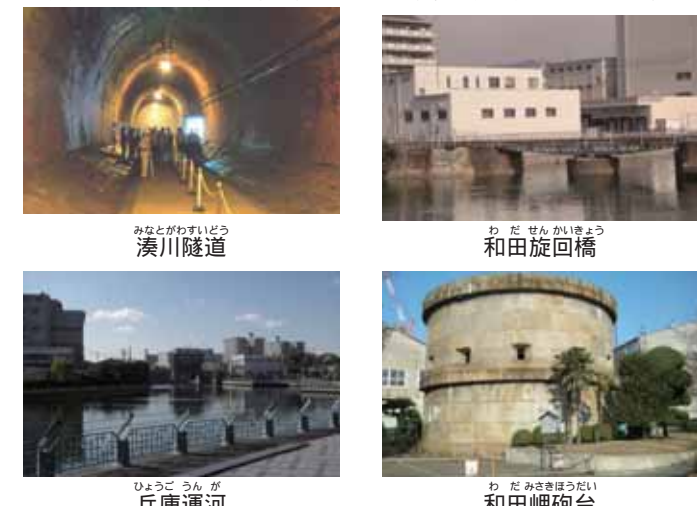 みなとがわすいどう
湊川隧道
わだせんかいきょう
和田旋回橋
ひょうごうんが
兵庫運河
わだみさきほうだい
和田岬砲台